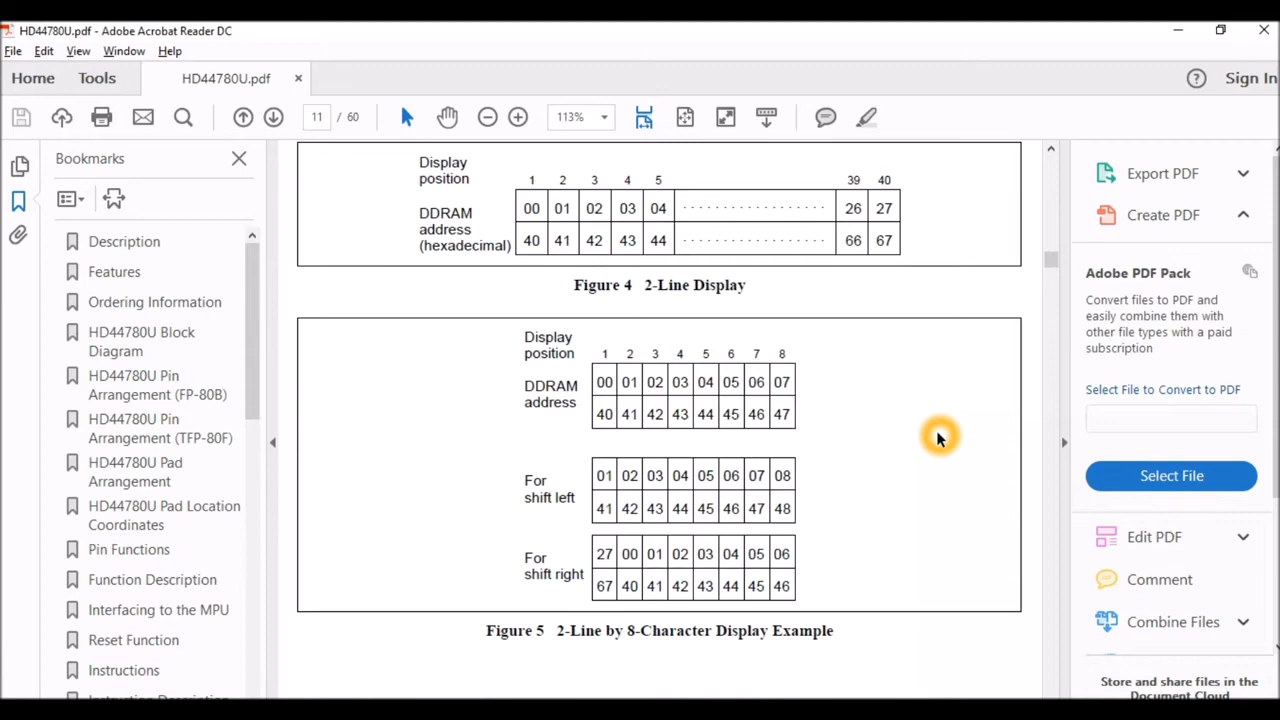 HD44780U.pdf - Adobe Acrobat Reader DC
File Edit View Window Help
Home Tools HD44780U.pdf × Sign In
11 / 60 113%
Bookmarks
Description
Features
Ordering Information
HD44780U Block
Diagram
HD44780U Pin
Arrangement (FP-80B)
HD44780U Pin
Arrangement (TFP-80F)
HD44780U Pad
Arrangement
HD44780U Pad Location
Coordinates
Pin Functions
Function Description
Interfacing to the MPU
Reset Function
Instructions
Instruction Description
Display
position 1 2 3 4 5 39 40
DDRAM
address
(hexadecimal)
00 01 02 03 04 .................. 26 27
40 41 42 43 44 .................. 66 67
Figure 4 2-Line Display
Display
position 1 2 3 4 5 6 7 8
DDRAM
address
00 01 02 03 04 05 06 07
40 41 42 43 44 45 46 47
For
shift left
01 02 03 04 05 06 07 08
41 42 43 44 45 46 47 48
For
shift right
27 00 01 02 03 04 05 06
67 40 41 42 43 44 45 46
Figure 5 2-Line by 8-Character Display Example
Export PDF
Create PDF
Adobe PDF Pack
Convert files to PDF and
easily combine them with
other file types with a paid
subscription
Select File to Convert to PDF
Select File
Edit PDF
Comment
Combine Files
Store and share files in the
Document Cloud